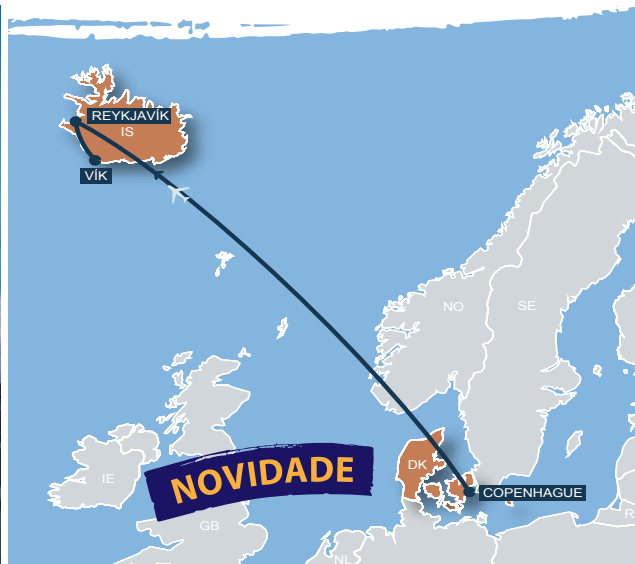 REYKJAVÍK
IS
VÍK
NO
SE
DK
COPENHAGUE
NOVIDADE
IE
GB
NL
R